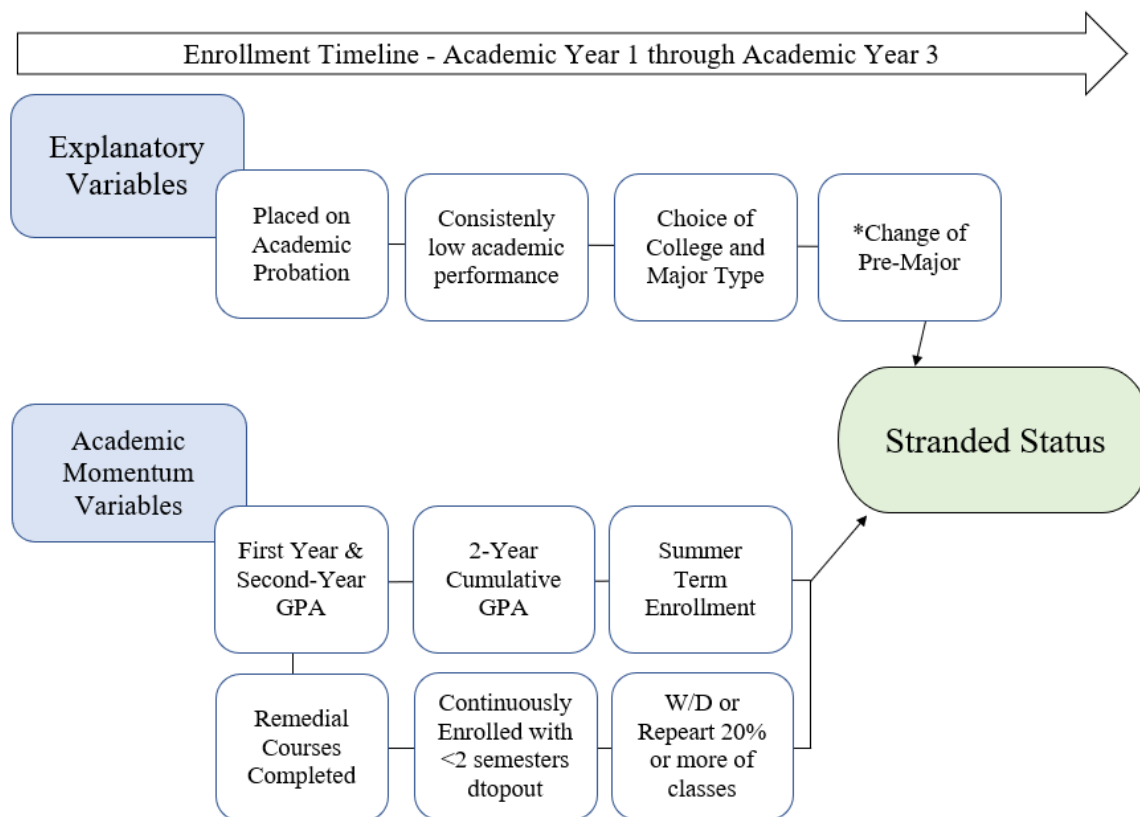 Enrollment Timeline - Academic Year 1 through Academic Year 3
Explanatory
Variables
Placed on
Academic
Probation
Consistenly
low academic
performance
Choice of
College and
Major Type
*Change of
Pre-Major
Stranded Status
Academic
Momentum
Variables
First Year &
Second-Year
GPA
2-Year
Cumulative
GPA
Summer
Term
Enrollment
Remedial
Courses
Completed
Continuously
Enrolled with
<2 semesters
dtopout
W/D or
Repeart 20%
or more of
classes